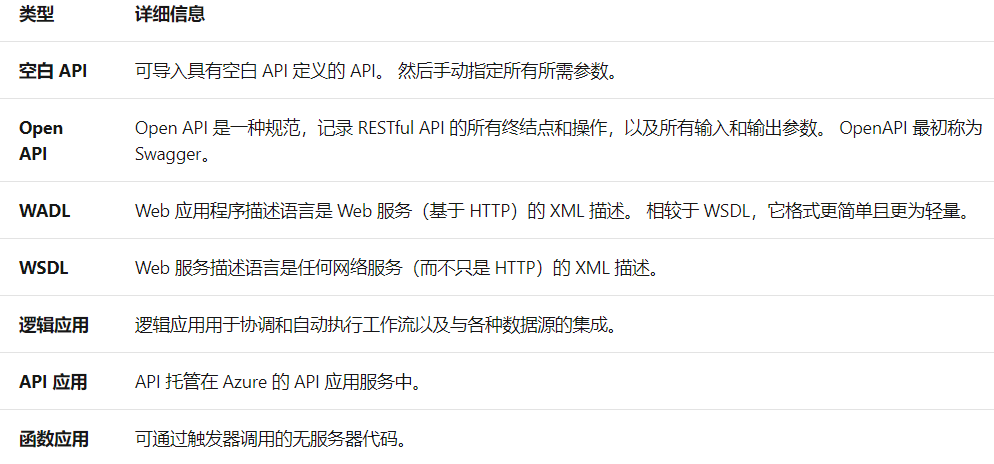 类型 详细信息
空白 API 可导入具有空白 API 定义的 API。 然后手动指定所有所需参数。
Open API Open API 是一种规范，记录 RESTful API 的所有终结点和操作，以及所有输入和输出参数。 OpenAPI 最初称为
Swagger。
WADL Web 应用程序描述语言是 Web 服务（基于 HTTP）的 XML 描述。 相较于 WSDL，它格式更简单且更为轻量。
WSDL Web 服务描述语言是任何网络服务（而不只是 HTTP）的 XML 描述。
逻辑应用 逻辑应用用于协调和自动执行工作流以及与各种数据源的集成。
API 应用 API 托管在 Azure 的 API 应用服务中。
函数应用 可通过触发器调用的无服务器代码。